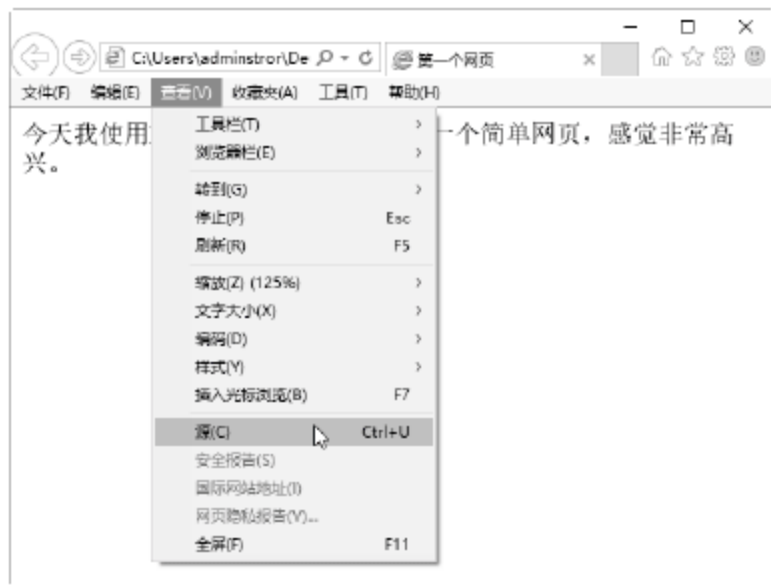 C:\Users\adminstror\De
第一个网页
文件(F) 编辑(E) 查看(V) 收藏夹(A) 工具(T) 帮助(H)
今天我使用 一个简单网页，感觉非常高
兴。
工具栏(T)
浏览器栏(E)
转到(G)
停止(P) Esc
刷新(R) F5
缩放(Z) (125%)
文字大小(X)
编码(D)
样式(Y)
插入光标浏览(B) F7
源(C) Ctrl+U
安全报告(S)
国际网站地址(I)
网页隐私报告(V)...
全屏(F) F11